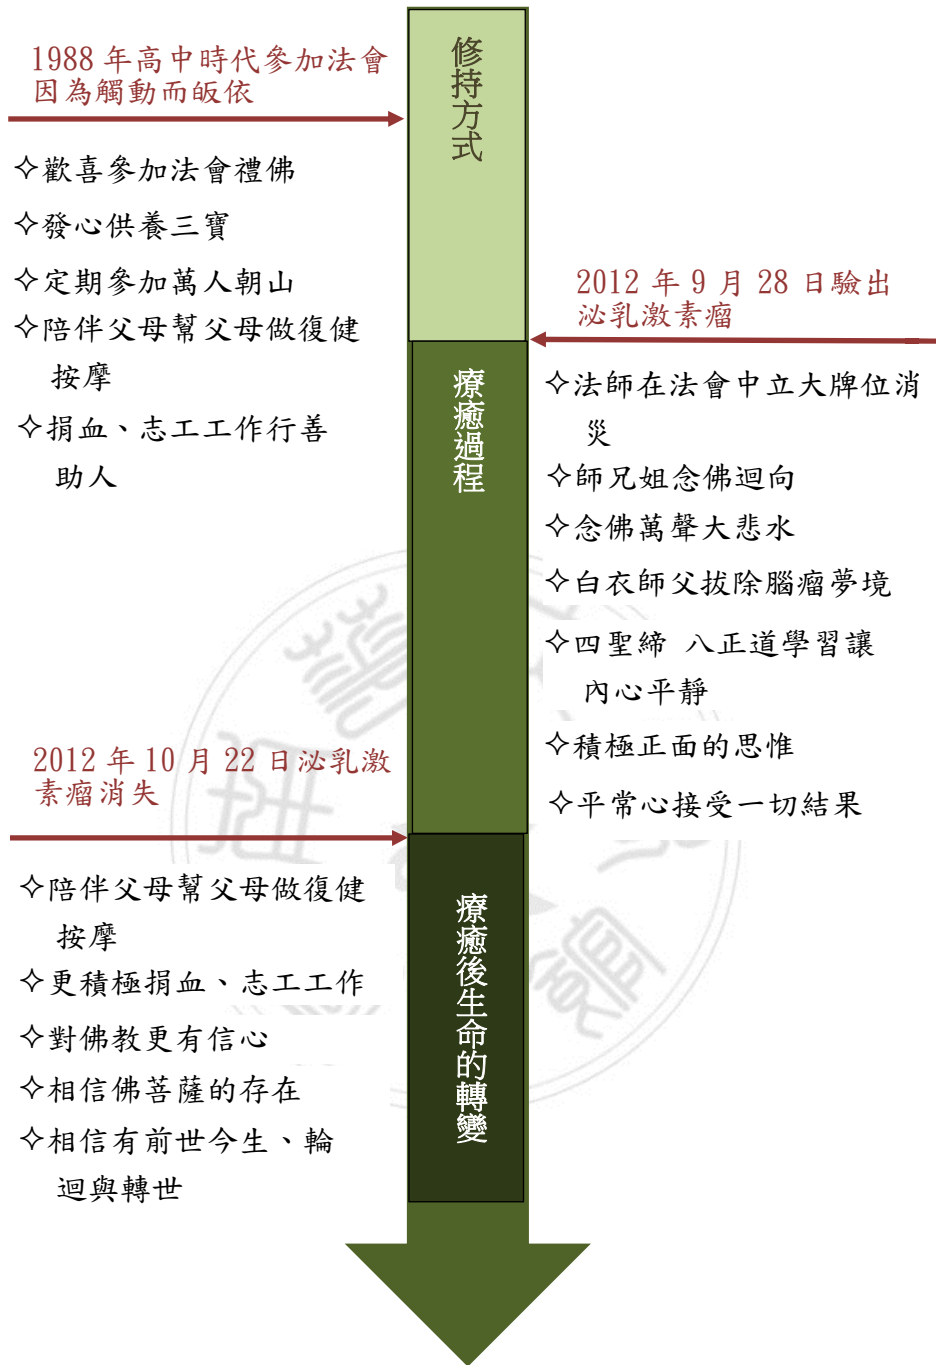 修持方式
1988 年高中時代參加法會
因為觸動而皈依
✧歡喜參加法會禮佛
✧發心供養三寶
✧定期參加萬人朝山
✧陪伴父母幫父母做復健
按摩
✧捐血、志工工作行善
助人
2012 年 9 月 28 日驗出
泌乳激素瘤
療癒過程
✧法師在法會中立大牌位消
災
✧師兄姐念佛迴向
✧念佛萬聲大悲水
✧白衣師父拔除腦瘤夢境
✧四聖締 八正道學習讓
內心平靜
✧積極正面的思惟
✧平常心接受一切結果
2012 年 10 月 22 日泌乳激
素瘤消失
療癒後生命的轉變
✧陪伴父母幫父母做復健
按摩
✧更積極捐血、志工工作
✧對佛教更有信心
✧相信佛菩薩的存在
✧相信有前世今生、輪
迴與轉世